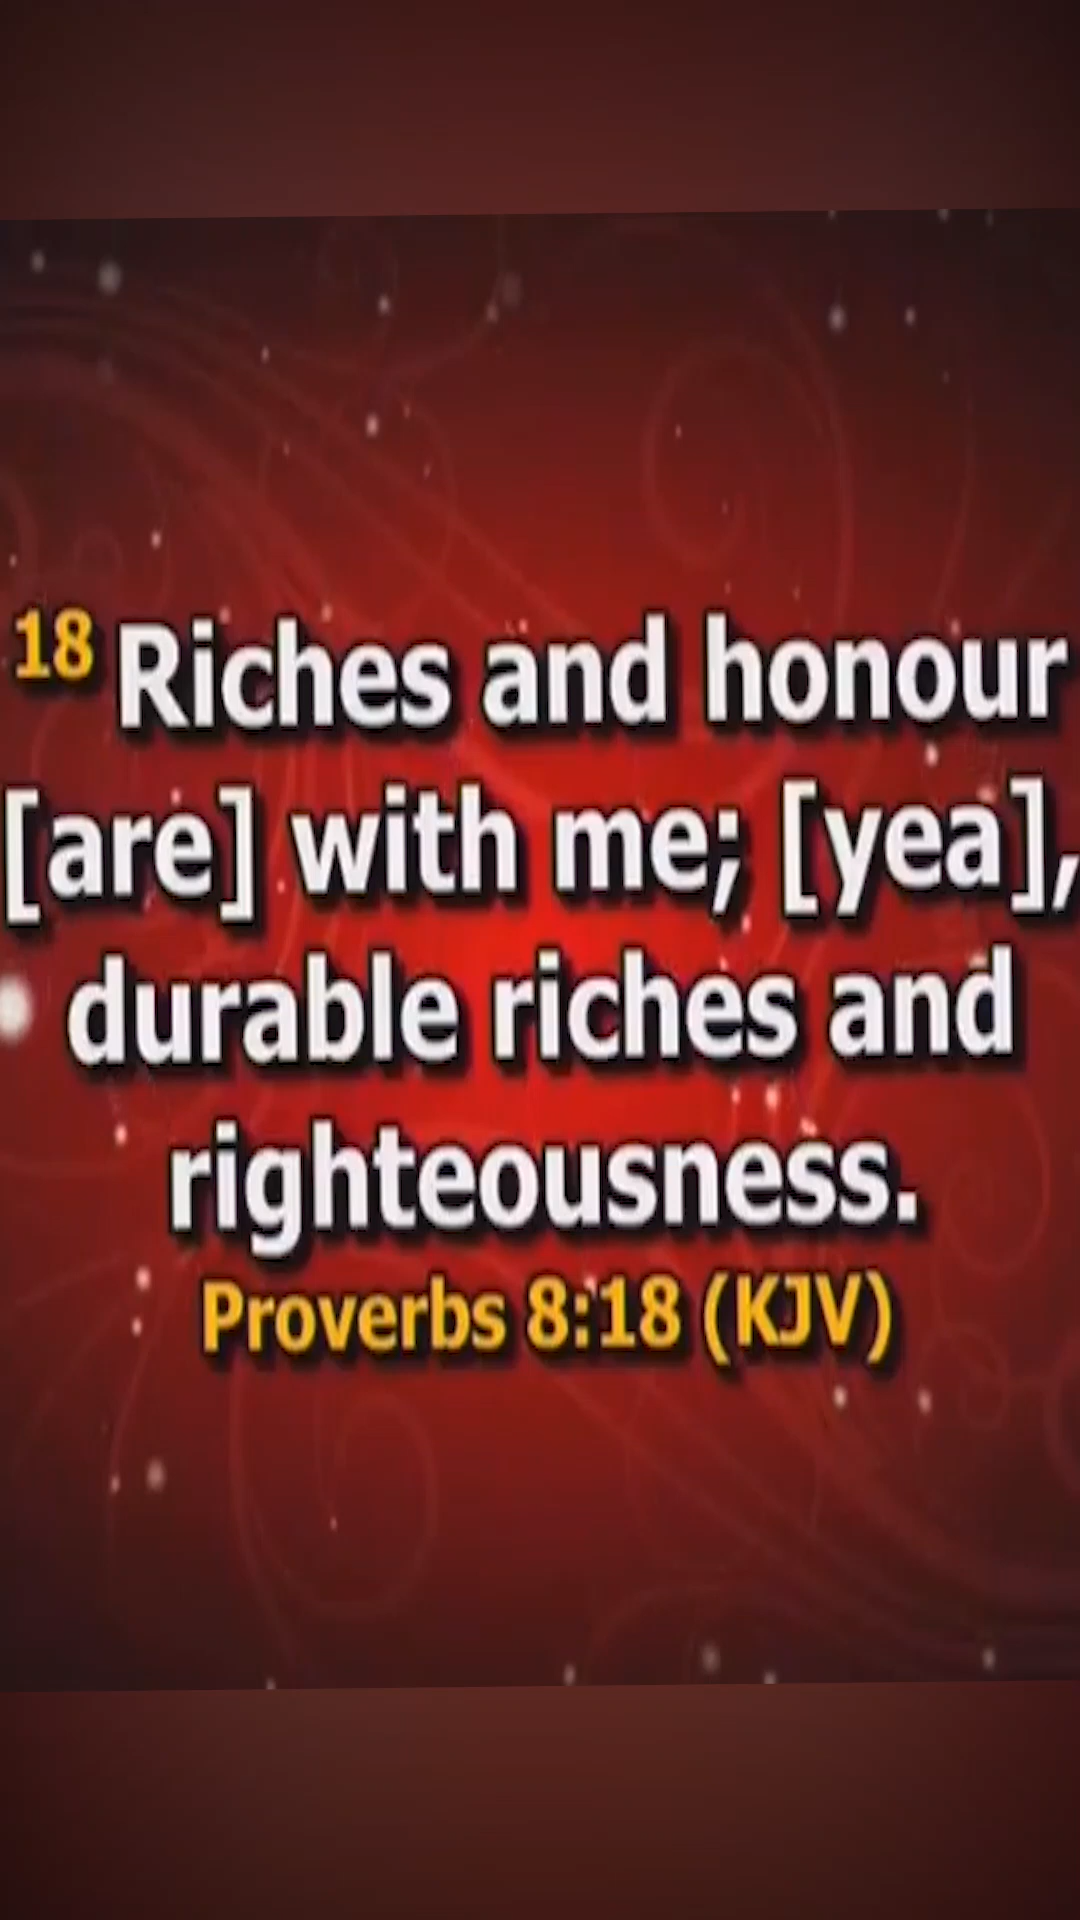 18 Riches and honour
[are] with me; [yea],
durable riches and
righteousness.
Proverbs 8:18 (KJV)